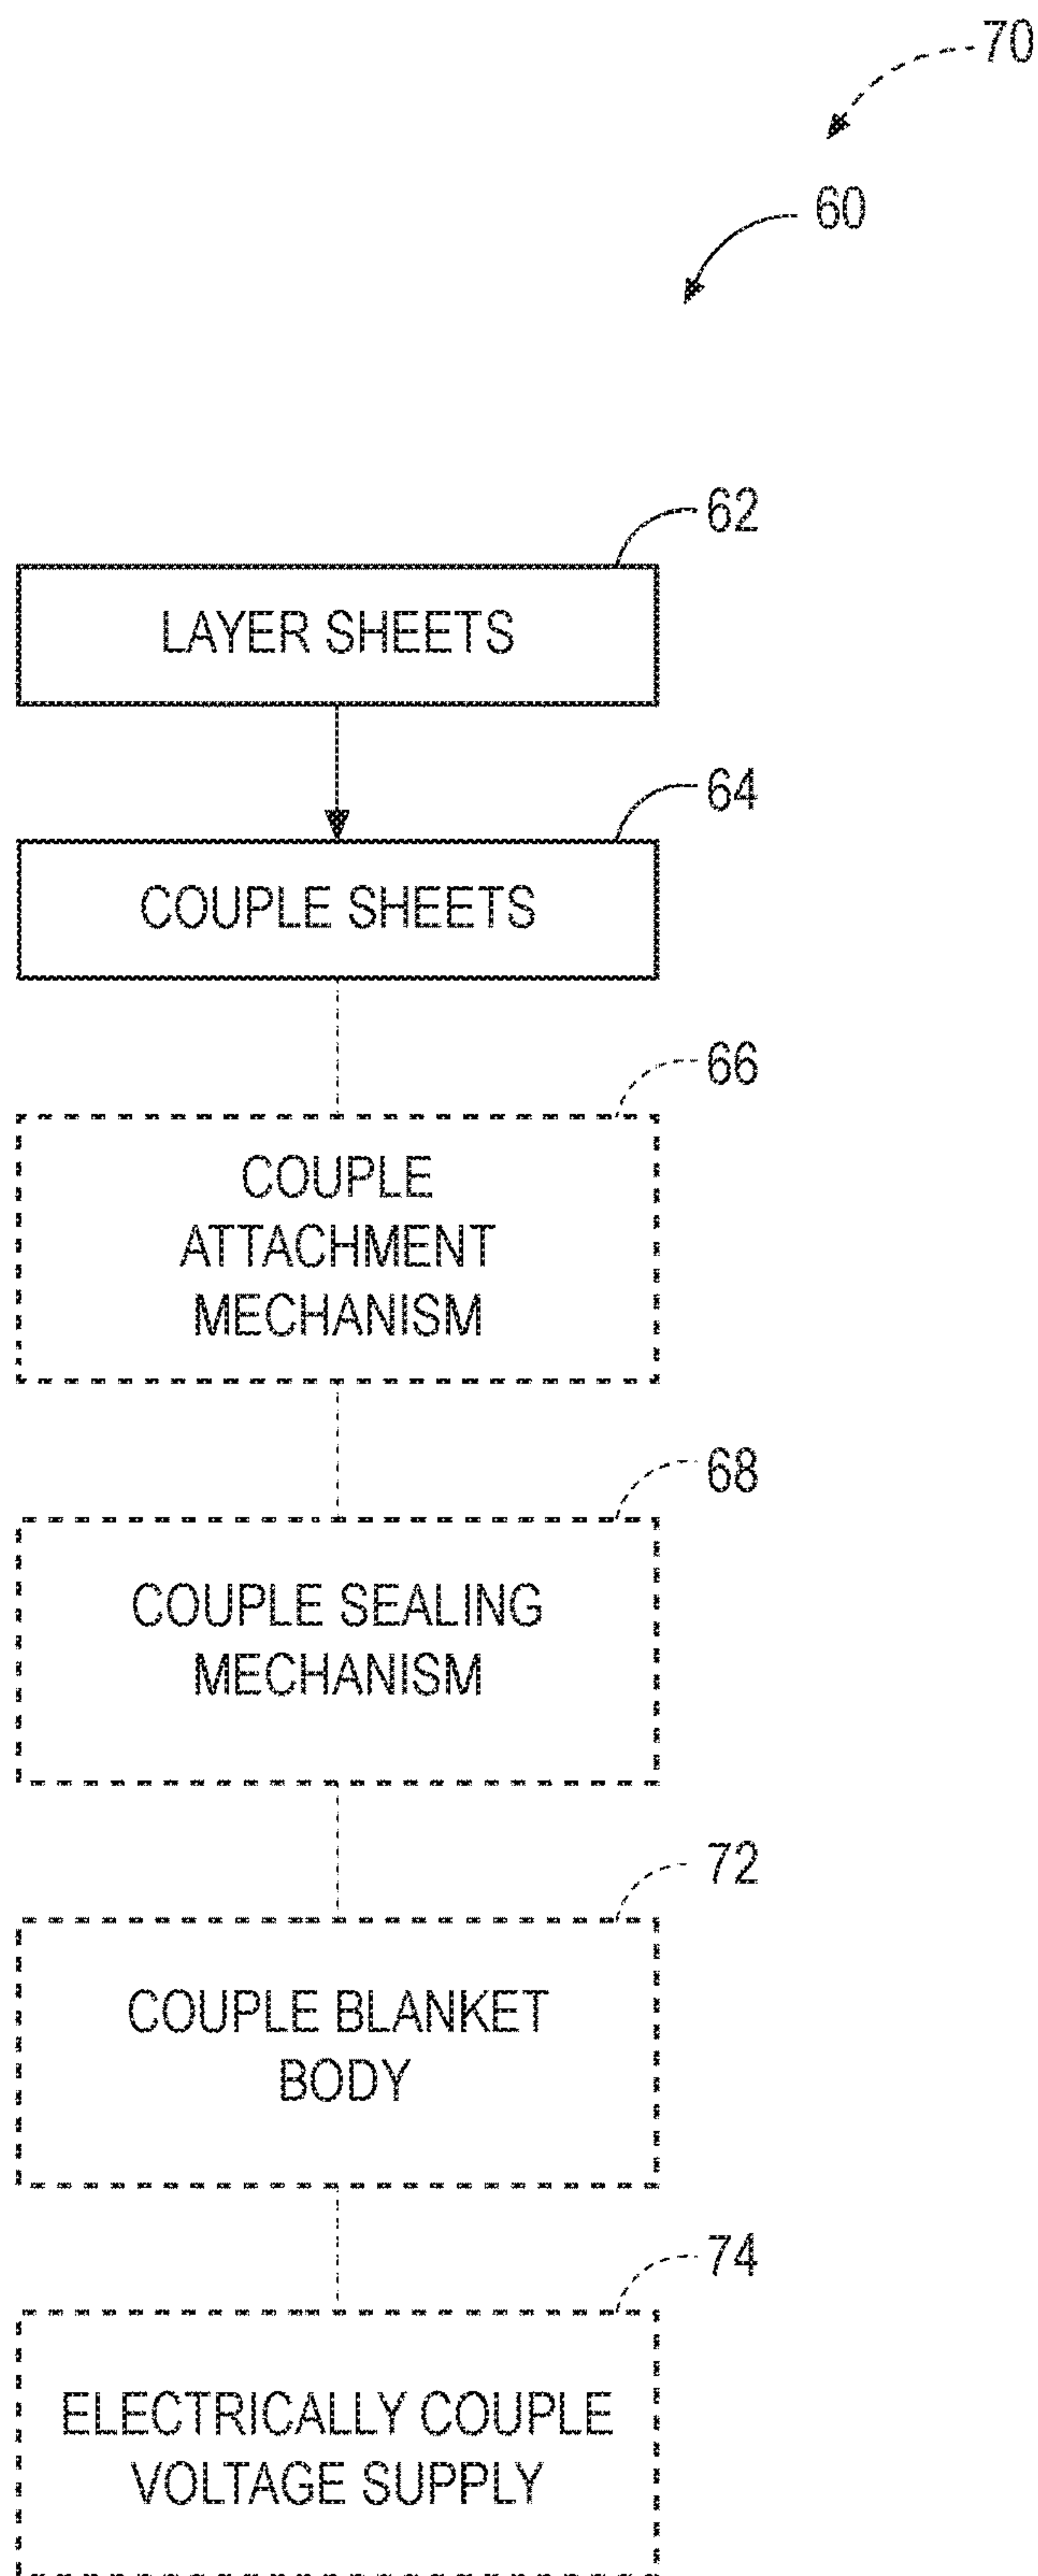 70
60
62
LAYER SHEETS
64
COUPLE SHEETS
66
COUPLE
ATTACHMENT
MECHANISM
68
COUPLE SEALING
MECHANISM
72
COUPLE BLANKET
BODY
74
ELECTRICALLY COUPLE
VOLTAGE SUPPLY